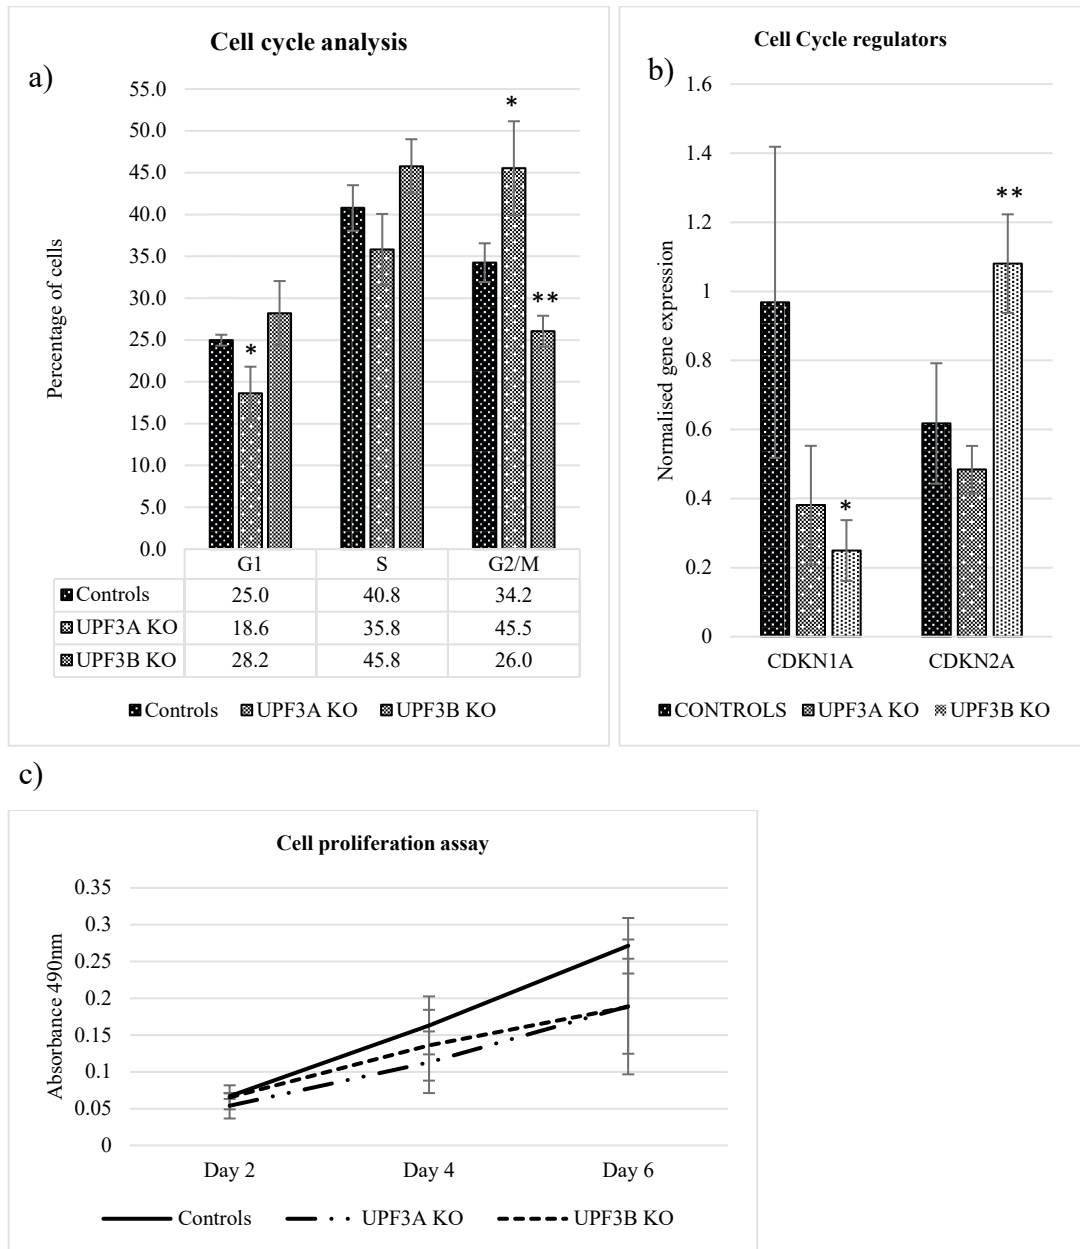 Cell cycle analysis
a)
55.0
50.0
45.0
40.0
35.0
30.0
25.0
20.0
15.0
10.0
5.0
0.0
Percentage of cells
*
*
**
G1 S G2/M
Controls 25.0 40.8 34.2
UPF3A KO 18.6 35.8 45.5
UPF3B KO 28.2 45.8 26.0
Controls UPF3A KO UPF3B KO
Cell Cycle regulators
b)
1.6
1.4
1.2
1
0.8
0.6
0.4
0.2
0
Normalised gene expression
*
**
CDKN1A CDKN2A
CONTROLS UPF3A KO UPF3B KO
c)
Cell proliferation assay
0.35
0.3
0.25
0.2
0.15
0.1
0.05
0
Absorbance 490nm
Day 2 Day 4 Day 6
Controls UPF3A KO UPF3B KO